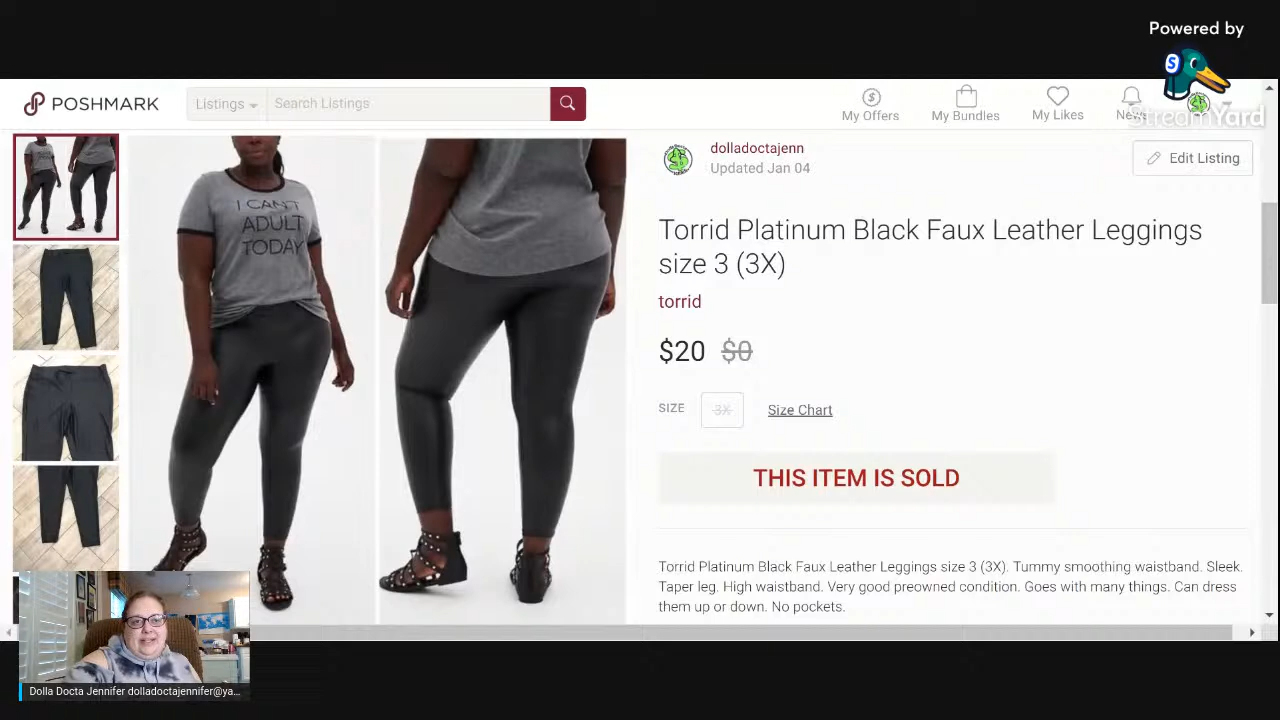 Powered by
S
StreamYard
POSHMARK
Listings
Search Listings
My Offers
My Bundles
My Likes
dolladoctajenn
Updated Jan 04
Edit Listing
Torrid Platinum Black Faux Leather Leggings
size 3 (3X)
torrid
$20 $0
SIZE
3X
Size Chart
THIS ITEM IS SOLD
Torrid Platinum Black Faux Leather Leggings size 3 (3X). Tummy smoothing waistband. Sleek.
Taper leg. High waistband. Very good preowned condition. Goes with many things. Can dress
them up or down. No pockets.
I CAN'T
ADULT
TODAY
Dolla Docta Jennifer dolladoctajennifer@ya...